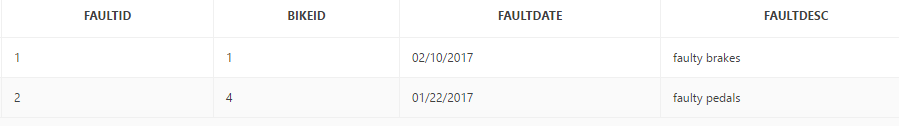 FAULTID BIKEID FAULTDATE FAULTDESC
1 1 02/10/2017 faulty brakes
2 4 01/22/2017 faulty pedals